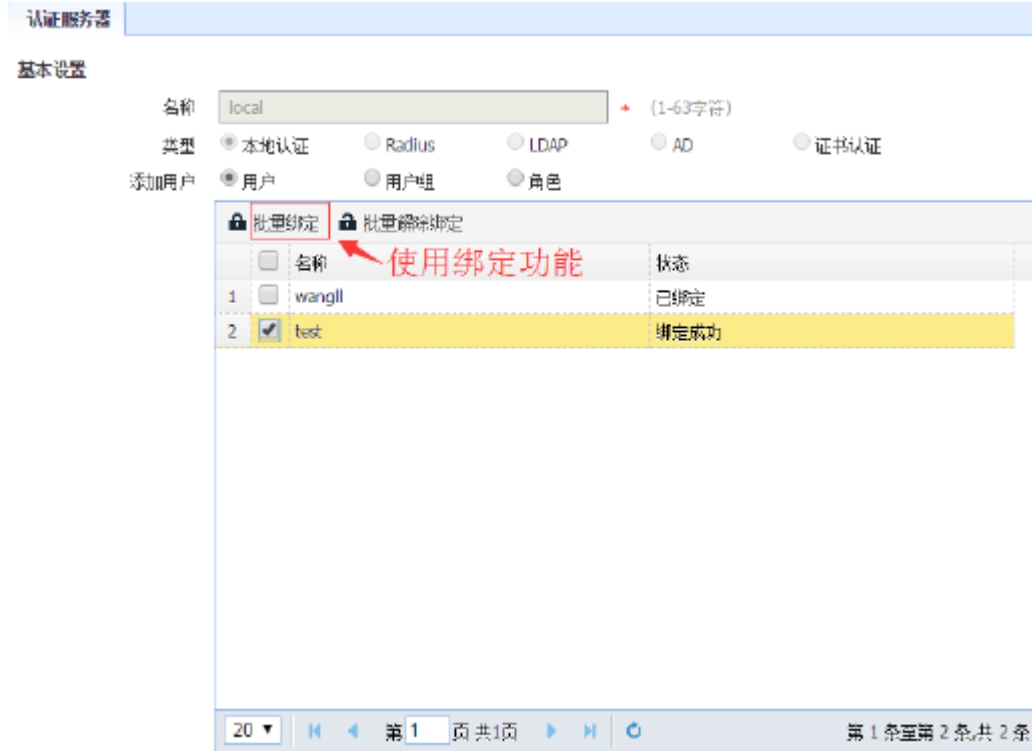 认证服务器
基本设置
名称 local * (1-63字符)
类型 本地认证 Radius LDAP AD 证书认证
添加用户 用户 用户组 角色
批量绑定 批量解除绑定
使用绑定功能
名称 状态
1 wangll 已绑定
2 test 绑定成功
20 第 1 页 共1页 第 1 条至第 2 条,共 2 条